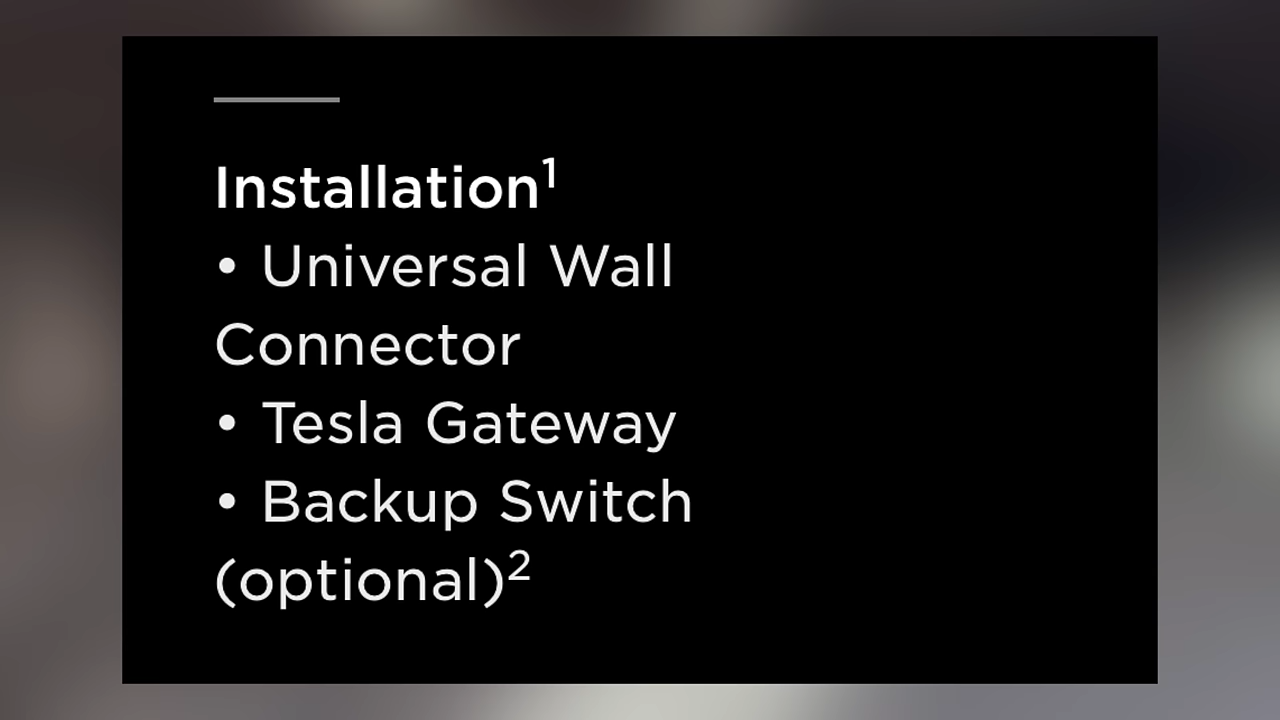 Installation¹
• Universal Wall
Connector
• Tesla Gateway
• Backup Switch
(optional)²